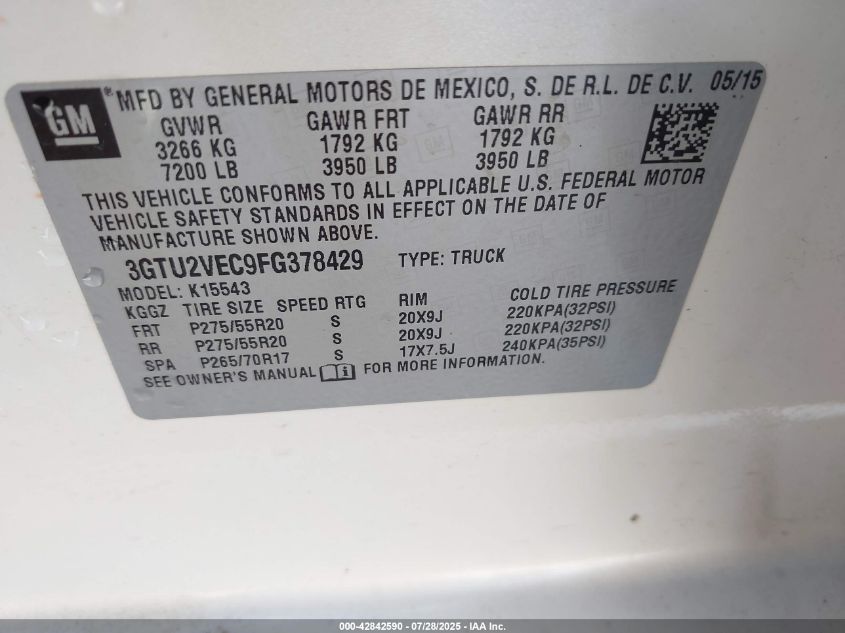 GM ® MFD BY GENERAL MOTORS DE MEXICO, S. DE R.L. DE C.V. 05/15
GVWR GAWR FRT GAWR RR
3266 KG 1792 KG 1792 KG
7200 LB 3950 LB 3950 LB
THIS VEHICLE CONFORMS TO ALL APPLICABLE U.S. FEDERAL MOTOR
VEHICLE SAFETY STANDARDS IN EFFECT ON THE DATE OF
MANUFACTURE SHOWN ABOVE.
3GTU2VEC9FG378429 TYPE: TRUCK
MODEL: K15543
KGGZ TIRE SIZE SPEED RTG RIM COLD TIRE PRESSURE
FRT P275/55R20 S 20X9J 220KPA(32PSI)
RR P275/55R20 S 20X9J 220KPA(32PSI)
SPA P265/70R17 S 17X7.5J 240KPA(35PSI)
SEE OWNER'S MANUAL i FOR MORE INFORMATION.
000-42842590 - 07/28/2025 - IAA Inc.